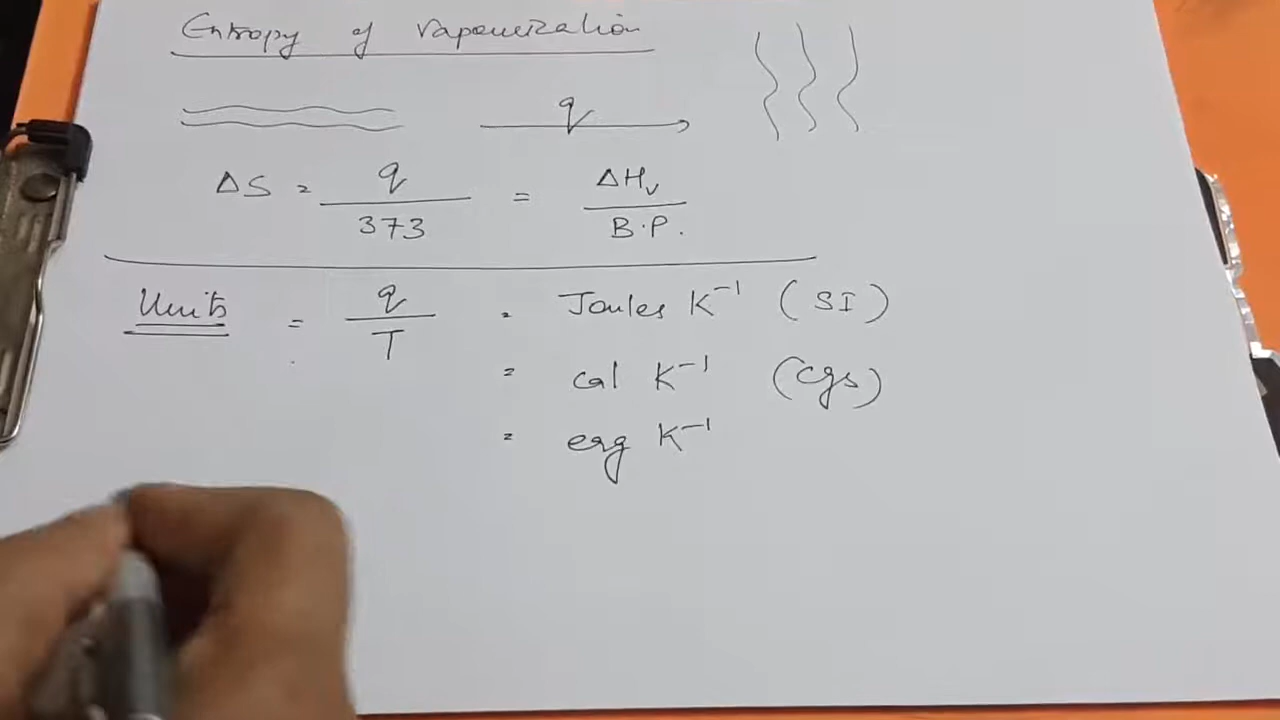 Entropy of vapourization
q
ΔS = q / 373 = ΔHv / B.P.
Units = q / T = Joules K⁻¹ (SI)
= cal K⁻¹ (cgs)
= erg K⁻¹